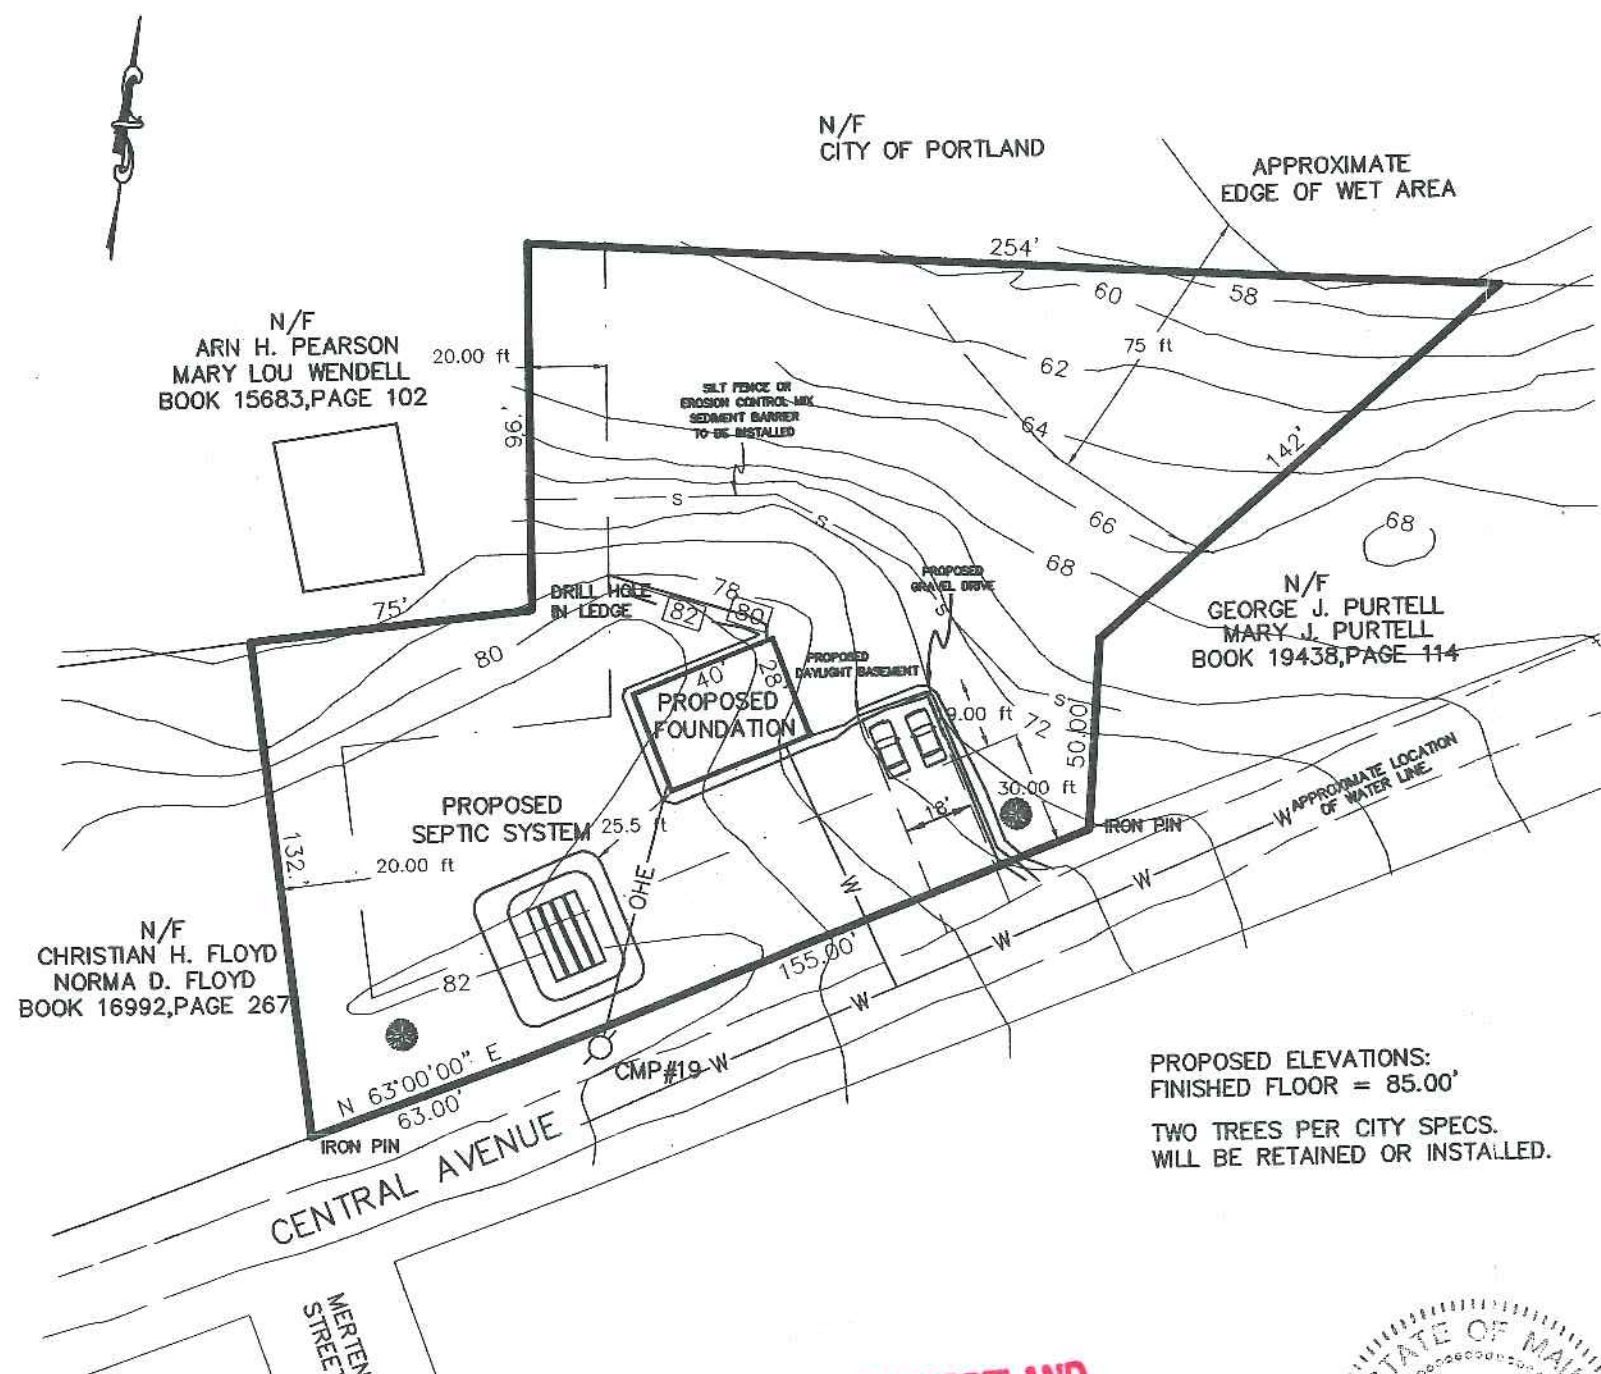 N/F
CITY OF PORTLAND
APPROXIMATE
EDGE OF WET AREA
254'
60
58
N/F
ARN H. PEARSON
MARY LOU WENDELL
BOOK 15683,PAGE 102
20.00 ft
75 ft
62
SILT FENCE OR
EROSION CONTROL MIX
SEDIMENT BARRIER
TO BE INSTALLED
96.'
64
142'
S
S
66
68
68
PROPOSED
GRAVEL DRIVE
S
N/F
GEORGE J. PURTELL
MARY J. PURTELL
BOOK 19438,PAGE 114
75'
DRILL HOLE
IN LEDGE
78
82
80
80
PROPOSED
DAYLIGHT BASEMENT
40'
28'
PROPOSED
FOUNDATION
S
72
9.00 ft
50.00'
30.00 ft
18'
APPROXIMATE LOCATION
OF WATER LINE
W
IRON PIN
PROPOSED
SEPTIC SYSTEM
25.5 ft
132.'
20.00 ft
OHE
W
W
W
N/F
CHRISTIAN H. FLOYD
NORMA D. FLOYD
BOOK 16992,PAGE 267
82
155.00'
W
CMP#19
W
N 63°00'00" E
63.00'
IRON PIN
CENTRAL AVENUE
PROPOSED ELEVATIONS:
FINISHED FLOOR = 85.00'
TWO TREES PER CITY SPECS.
WILL BE RETAINED OR INSTALLED.
STREET
STATE OF